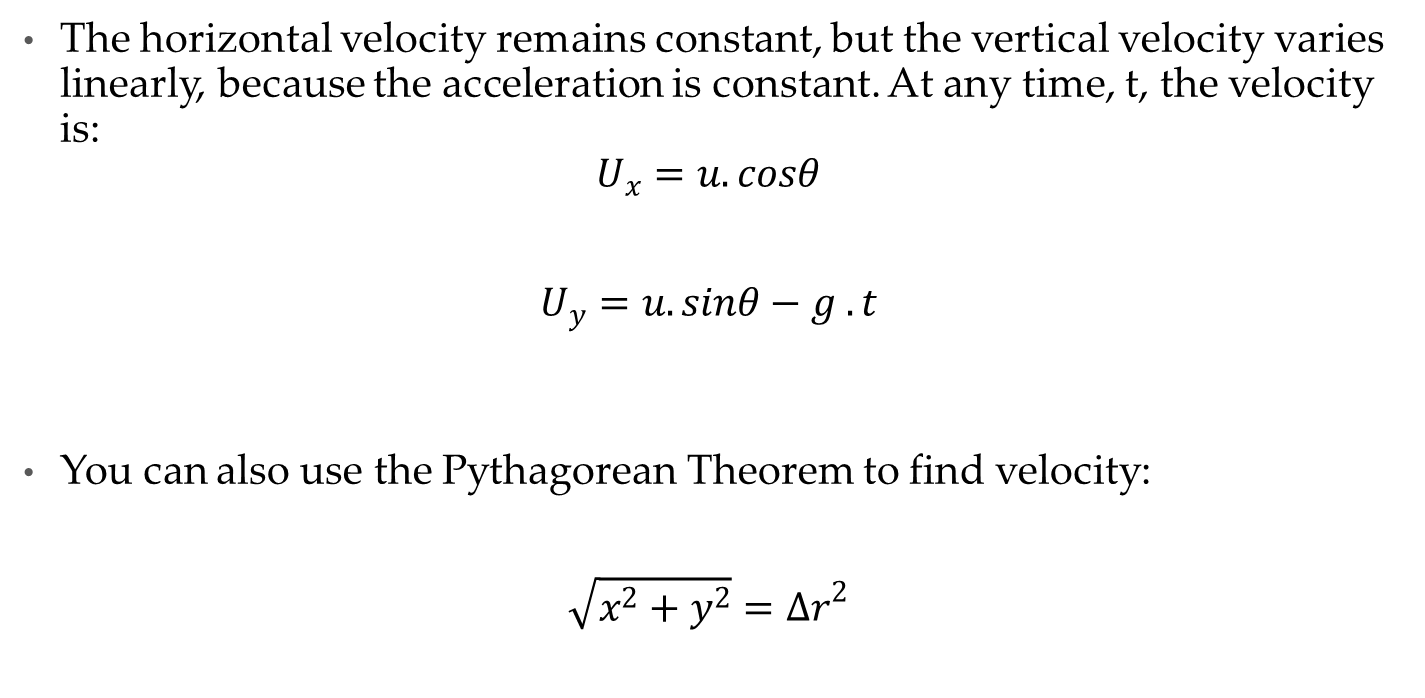 • The horizontal velocity remains constant, but the vertical velocity varies
linearly, because the acceleration is constant. At any time, t, the velocity
is:
Uₓ = u. cosθ
U_y = u. sinθ − g . t
• You can also use the Pythagorean Theorem to find velocity:
√(x² + y²) = Δr²